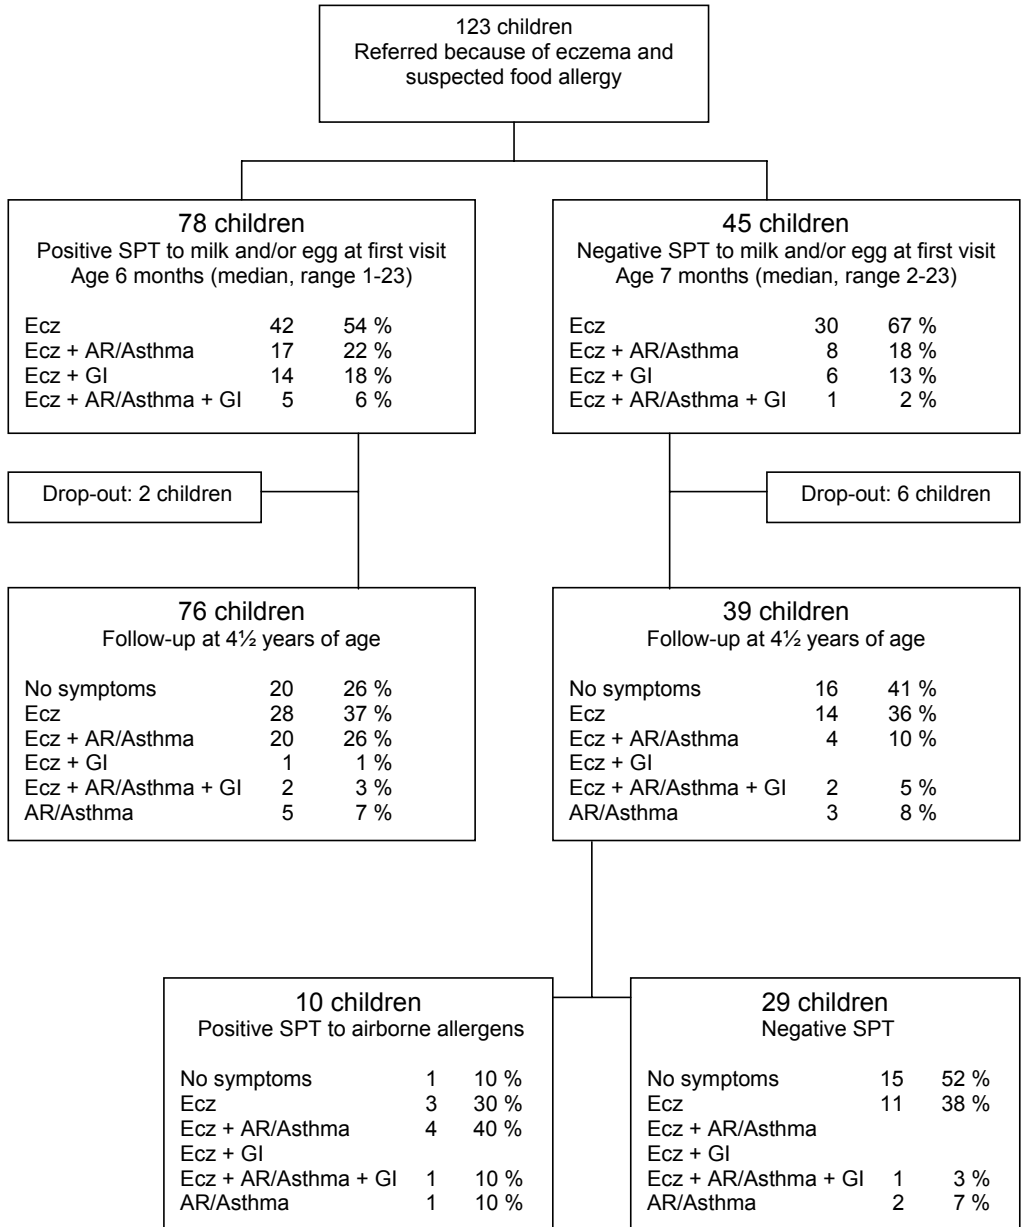 123 children
Referred because of eczema and
suspected food allergy
78 children
Positive SPT to milk and/or egg at first visit
Age 6 months (median, range 1-23)
Ecz 42 54 %
Ecz + AR/Asthma 17 22 %
Ecz + GI 14 18 %
Ecz + AR/Asthma + GI 5 6 %
45 children
Negative SPT to milk and/or egg at first visit
Age 7 months (median, range 2-23)
Ecz 30 67 %
Ecz + AR/Asthma 8 18 %
Ecz + GI 6 13 %
Ecz + AR/Asthma + GI 1 2 %
Drop-out: 2 children
Drop-out: 6 children
76 children
Follow-up at 4½ years of age
No symptoms 20 26 %
Ecz 28 37 %
Ecz + AR/Asthma 20 26 %
Ecz + GI 1 1 %
Ecz + AR/Asthma + GI 2 3 %
AR/Asthma 5 7 %
39 children
Follow-up at 4½ years of age
No symptoms 16 41 %
Ecz 14 36 %
Ecz + AR/Asthma 4 10 %
Ecz + GI
Ecz + AR/Asthma + GI 2 5 %
AR/Asthma 3 8 %
10 children
Positive SPT to airborne allergens
No symptoms 1 10 %
Ecz 3 30 %
Ecz + AR/Asthma 4 40 %
Ecz + GI
Ecz + AR/Asthma + GI 1 10 %
AR/Asthma 1 10 %
29 children
Negative SPT
No symptoms 15 52 %
Ecz 11 38 %
Ecz + AR/Asthma
Ecz + GI
Ecz + AR/Asthma + GI 1 3 %
AR/Asthma 2 7 %